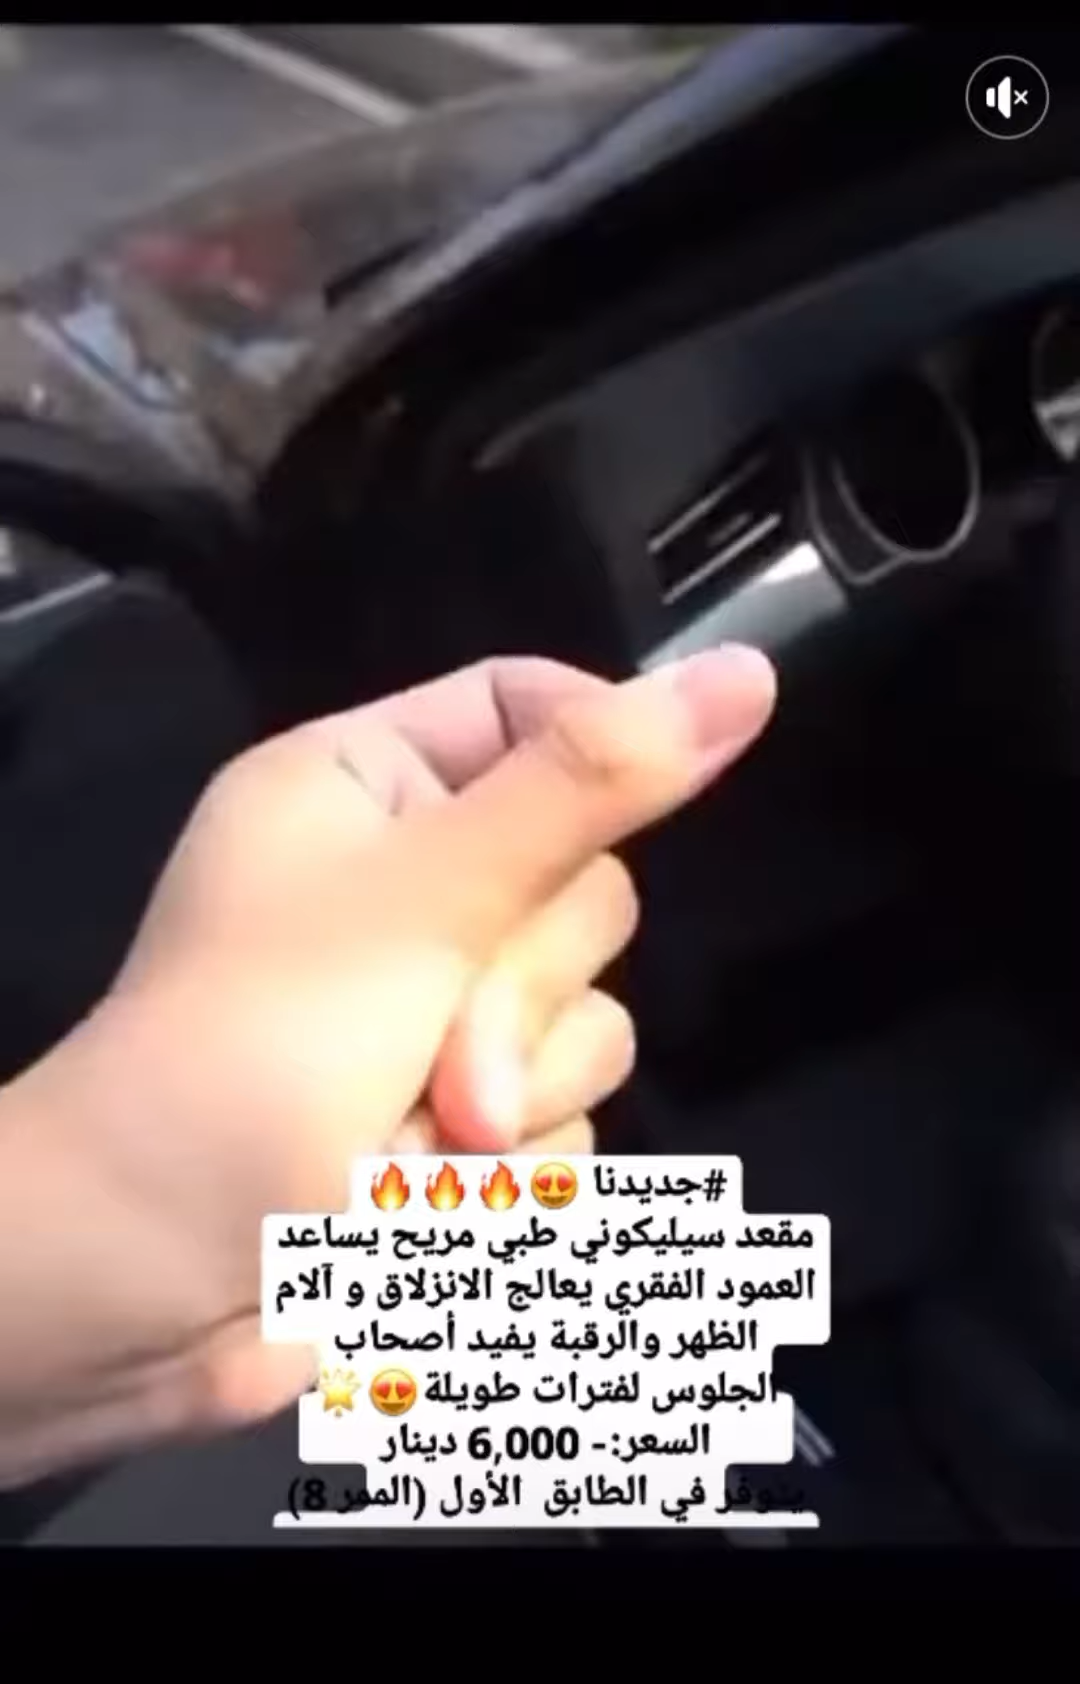 #جديدنا 😍🔥🔥🔥
مقعد سيليكوني طبي مريح يساعد
العمود الفقري يعالج الانزلاق و آلام
الظهر والرقبة يفيد أصحاب
الجلوس لفترات طويلة😍🌟
السعر:- 6,000 دينار
يتوفر في الطابق الأول (الممر 8)